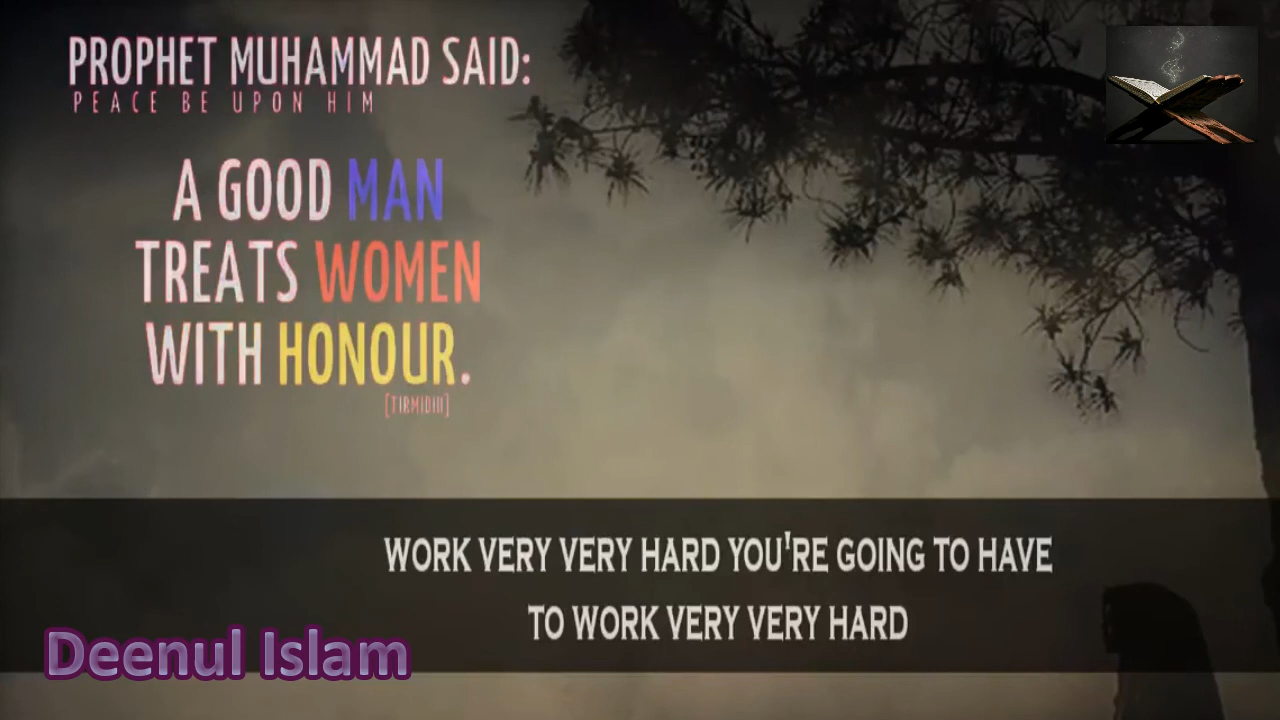 PROPHET MUHAMMAD SAID:
PEACE BE UPON HIM
A GOOD MAN
TREATS WOMEN
WITH HONOUR.
[TIRMIDHI]
WORK VERY VERY HARD YOU'RE GOING TO HAVE
TO WORK VERY VERY HARD
Deenul Islam